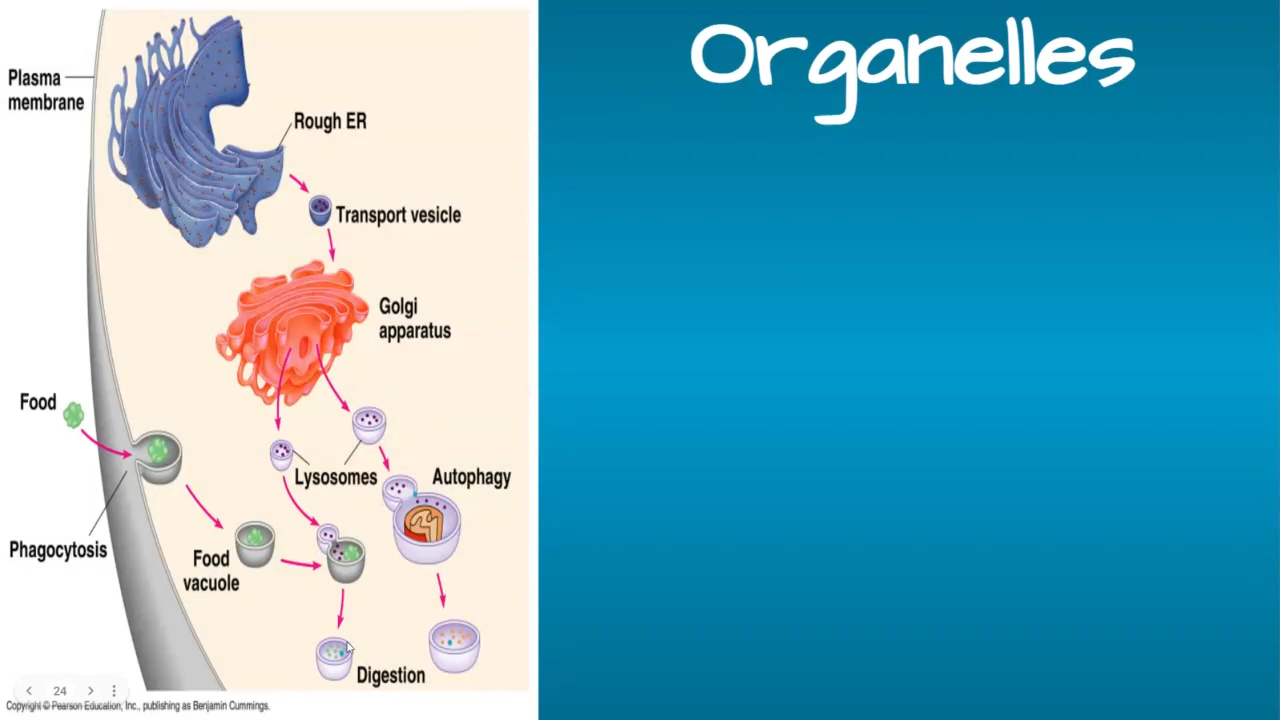 Organelles
Plasma
membrane
Rough ER
Transport vesicle
Golgi
apparatus
Food
Lysosomes
Autophagy
Phagocytosis
Food
vacuole
Digestion
24
Copyright © Pearson Education, Inc., publishing as Benjamin Cummings.